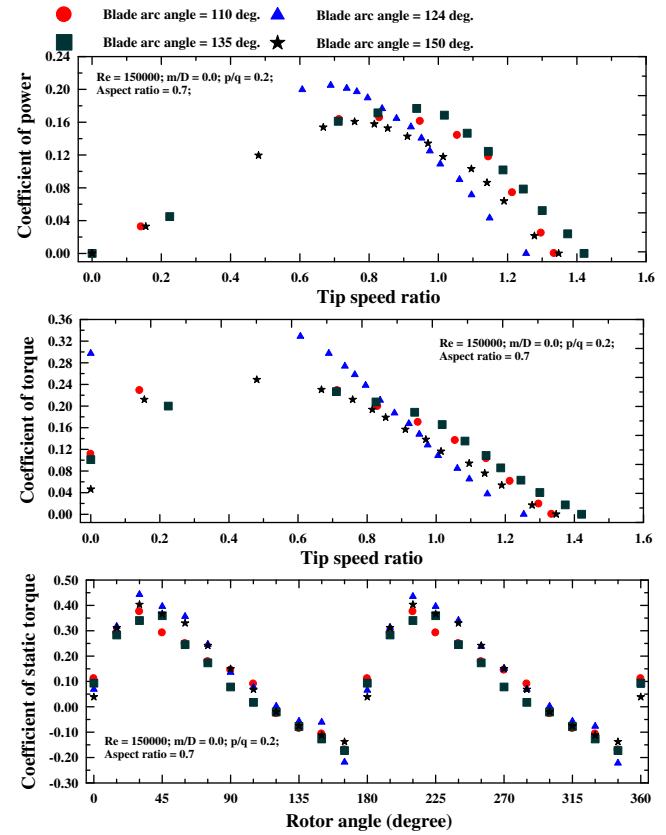 Blade arc angle = 110 deg.
Blade arc angle = 124 deg.
Blade arc angle = 135 deg.
Blade arc angle = 150 deg.
0.24
0.20
0.16
0.12
0.08
0.04
0.00
Coefficient of power
Re = 150000; m/D = 0.0; p/q = 0.2;
Aspect ratio = 0.7;
0.0 0.2 0.4 0.6 0.8 1.0 1.2 1.4 1.6
Tip speed ratio
0.36
0.32
0.28
0.24
0.20
0.16
0.12
0.08
0.04
0.00
Coefficient of torque
Re = 150000; m/D = 0.0; p/q = 0.2;
Aspect ratio = 0.7
0.0 0.2 0.4 0.6 0.8 1.0 1.2 1.4 1.6
Tip speed ratio
0.50
0.40
0.30
0.20
0.10
0.00
-0.10
-0.20
-0.30
Coefficient of static torque
Re = 150000; m/D = 0.0; p/q = 0.2;
Aspect ratio = 0.7
0 45 90 135 180 225 270 315 360
Rotor angle (degree)